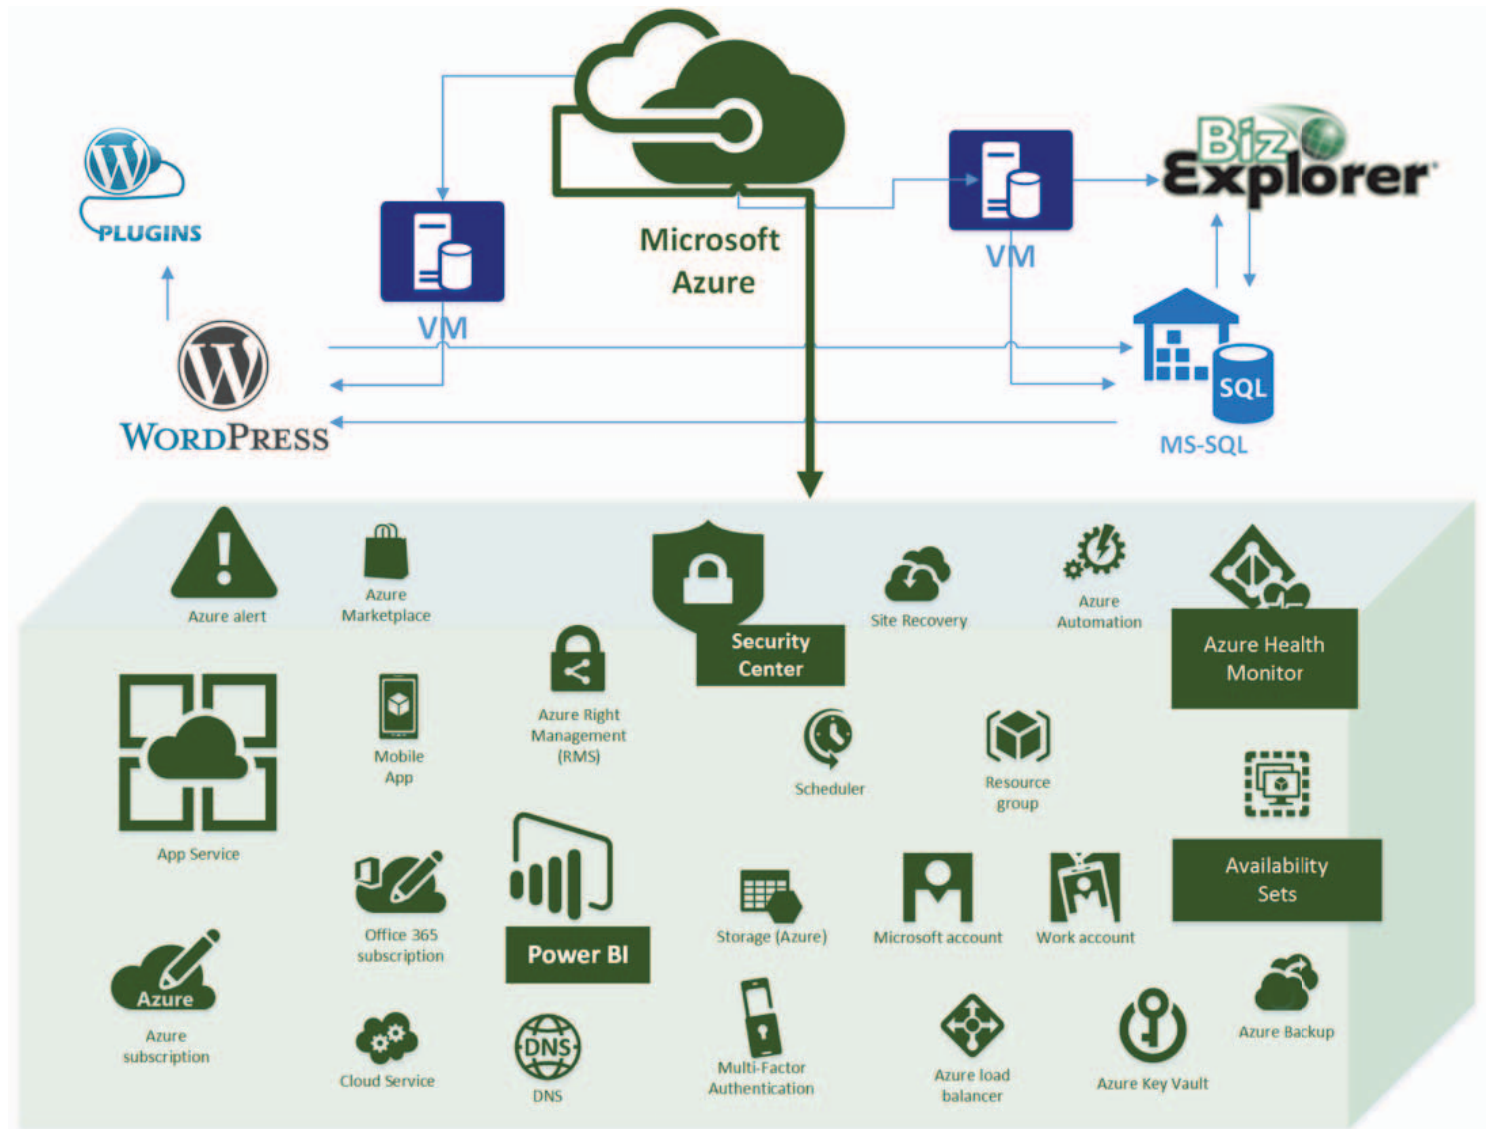 Biz
Explorer
PLUGINS
Microsoft
Azure
VM
VM
W
WORDPRESS
SQL
MS-SQL
Azure alert
Azure
Marketplace
Security
Center
Site Recovery
Azure
Automation
Azure Health
Monitor
App Service
Mobile
App
Azure Right
Management
(RMS)
Scheduler
Resource
group
Availability
Sets
Office 365
subscription
Power BI
Storage (Azure)
Microsoft account
Work account
Azure
Azure
subscription
Cloud Service
DNS
DNS
Multi-Factor
Authentication
Azure load
balancer
Azure Key Vault
Azure Backup